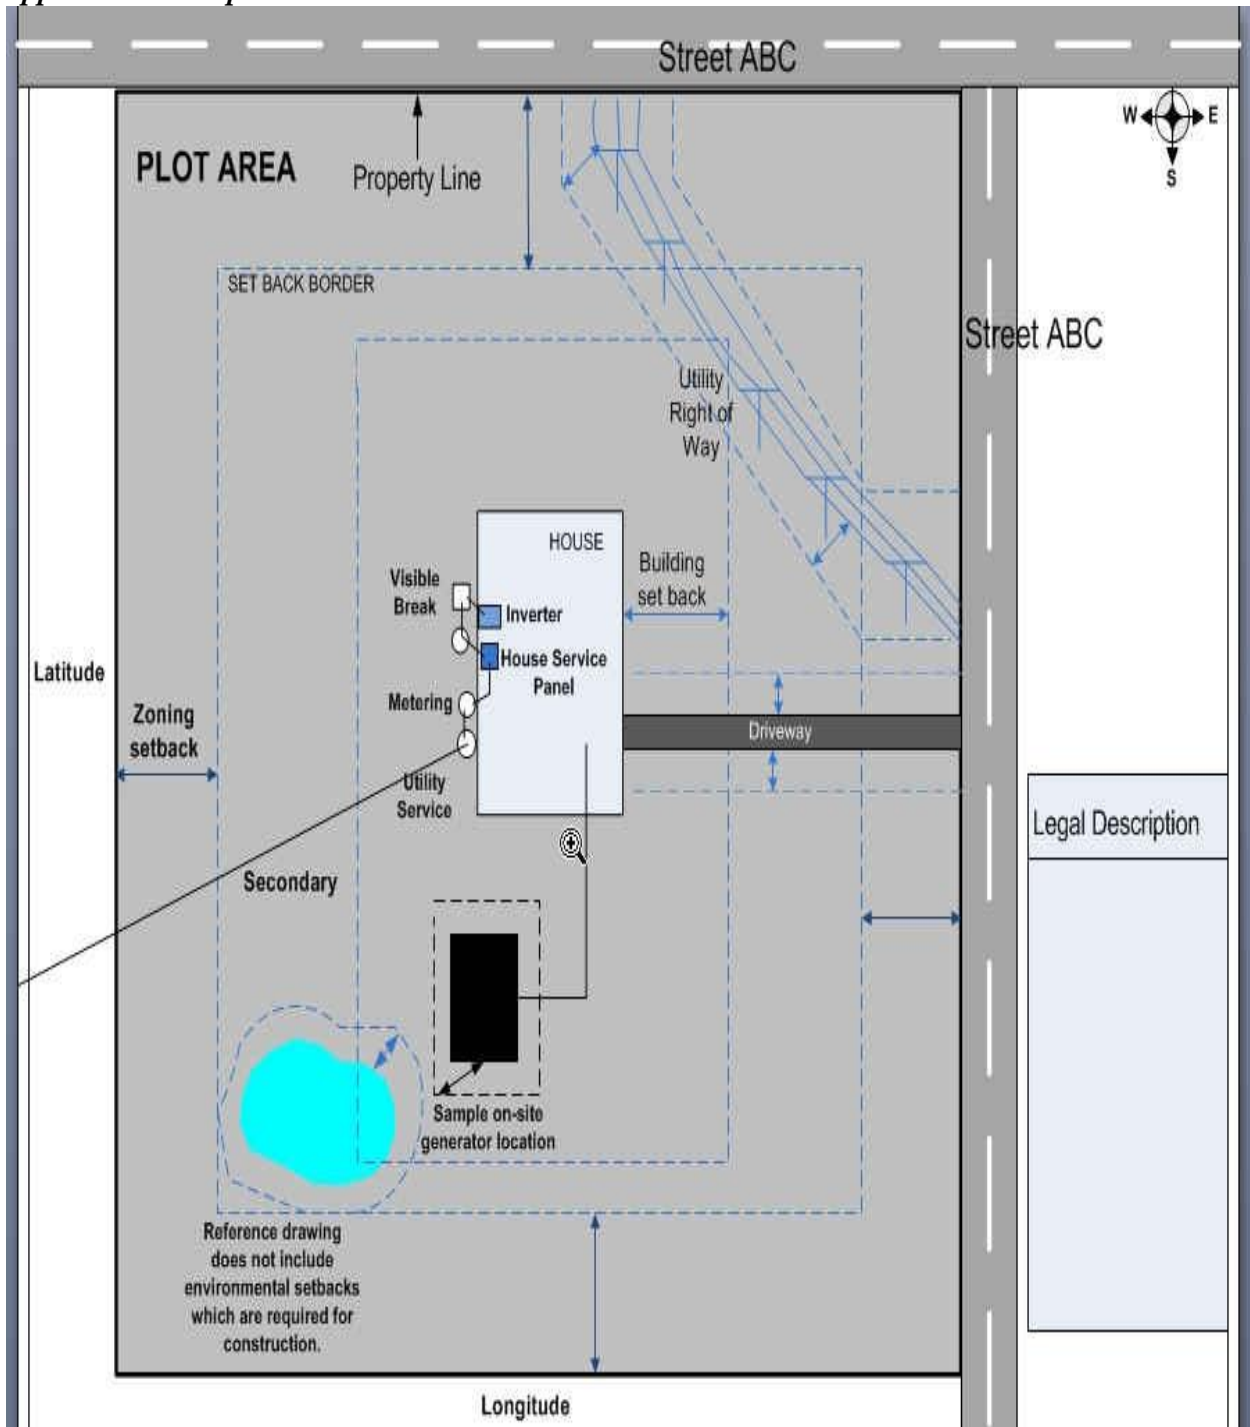 Street ABC
W
E
S
PLOT AREA
Property Line
SET BACK BORDER
Street ABC
Utility
Right of
Way
HOUSE
Visible
Break
Inverter
Building
set back
House Service
Panel
Latitude
Metering
Zoning
setback
Driveway
Utility
Service
Legal Description
Secondary
Sample on-site
generator location
Reference drawing
does not include
environmental setbacks
which are required for
construction.
Longitude